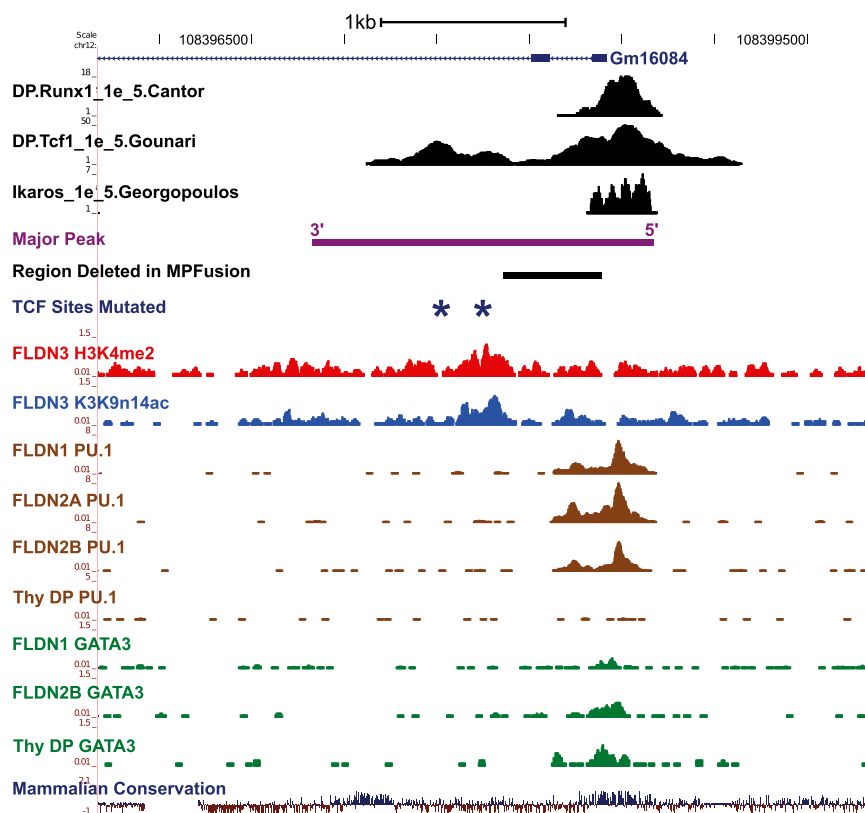 1kb
Scale
108396500 108399500
chr12:
Gm16084
18
DP.Runx1_1e_5.Cantor
1
50
DP.Tcf1_1e_5.Gounari
1
7
Ikaros_1e_5.Georgopoulos
1
3' 5'
Major Peak
Region Deleted in MPFusion
TCF Sites Mutated * *
1.5
FLDN3 H3K4me2
0.01
1.5
FLDN3 K3K9n14ac
0.01
8
FLDN1 PU.1
0.01
8
FLDN2A PU.1
0.01
8
FLDN2B PU.1
0.01
5
Thy DP PU.1
0.01
1.5
FLDN1 GATA3
0.01
1.5
FLDN2B GATA3
0.01
1.5
Thy DP GATA3
0.01
2.1
Mammalian Conservation
-1